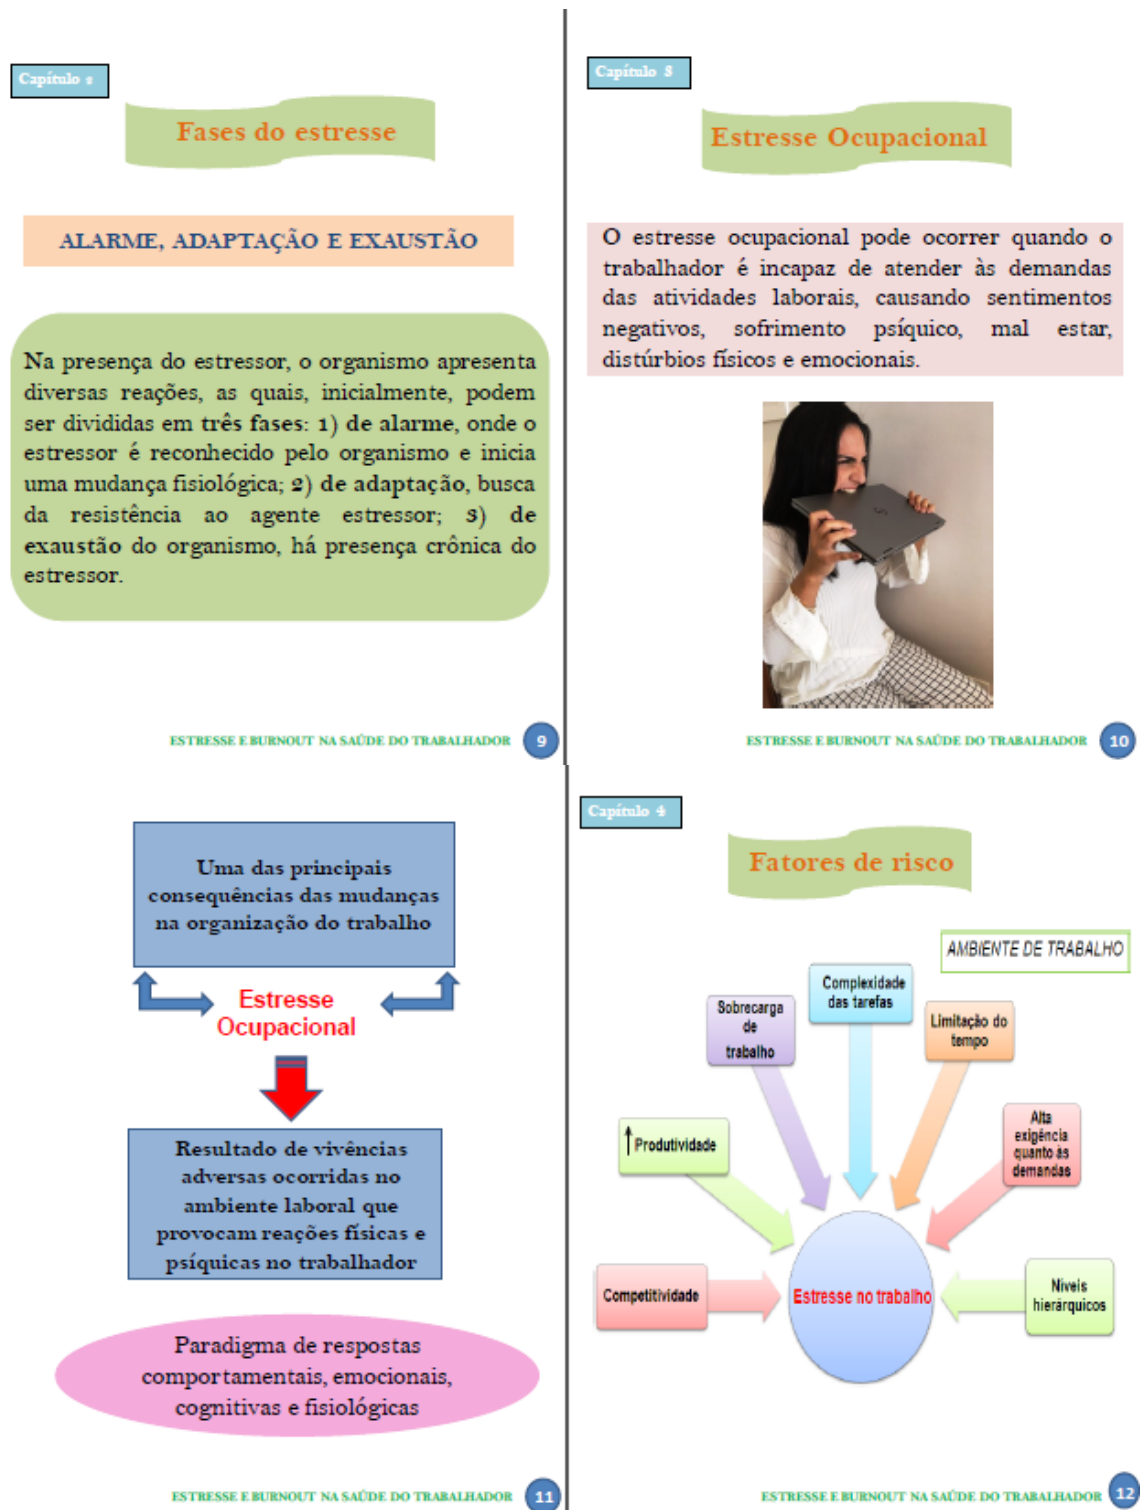 Capítulo 2
Fases do estresse
ALARME, ADAPTAÇÃO E EXAUSTÃO
Na presença do estressor, o organismo apresenta
diversas reações, as quais, inicialmente, podem
ser divididas em três fases: 1) de alarme, onde o
estressor é reconhecido pelo organismo e inicia
uma mudança fisiológica; 2) de adaptação, busca
da resistência ao agente estressor; 3) de
exaustão do organismo, há presença crônica do
estressor.
ESTRESSE E BURNOUT NA SAÚDE DO TRABALHADOR 9
Capítulo 3
Estresse Ocupacional
O estresse ocupacional pode ocorrer quando o
trabalhador é incapaz de atender às demandas
das atividades laborais, causando sentimentos
negativos, sofrimento psíquico, mal estar,
distúrbios físicos e emocionais.
ESTRESSE E BURNOUT NA SAÚDE DO TRABALHADOR 10
Uma das principais
consequências das mudanças
na organização do trabalho
Estresse
Ocupacional
Resultado de vivências
adversas ocorridas no
ambiente laboral que
provocam reações físicas e
psíquicas no trabalhador
Paradigma de respostas
comportamentais, emocionais,
cognitivas e fisiológicas
ESTRESSE E BURNOUT NA SAÚDE DO TRABALHADOR 11
Capítulo 4
Fatores de risco
AMBIENTE DE TRABALHO
Complexidade
das tarefas
Sobrecarga
de
trabalho
Limitação do
tempo
Alta
exigência
quanto às
demandas
↑Produtividade
Competitividade
Estresse no trabalho
Níveis
hierárquicos
ESTRESSE E BURNOUT NA SAÚDE DO TRABALHADOR 12